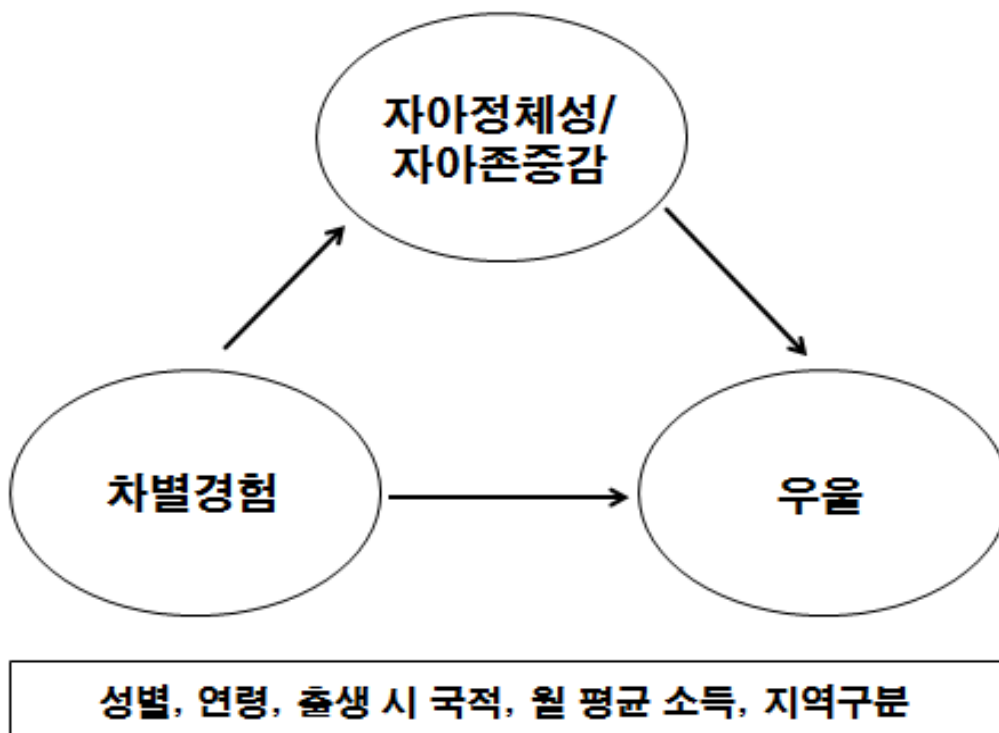 자아정체성/
자아존중감
차별경험
우울
성별, 연령, 출생 시 국적, 월 평균 소득, 지역구분